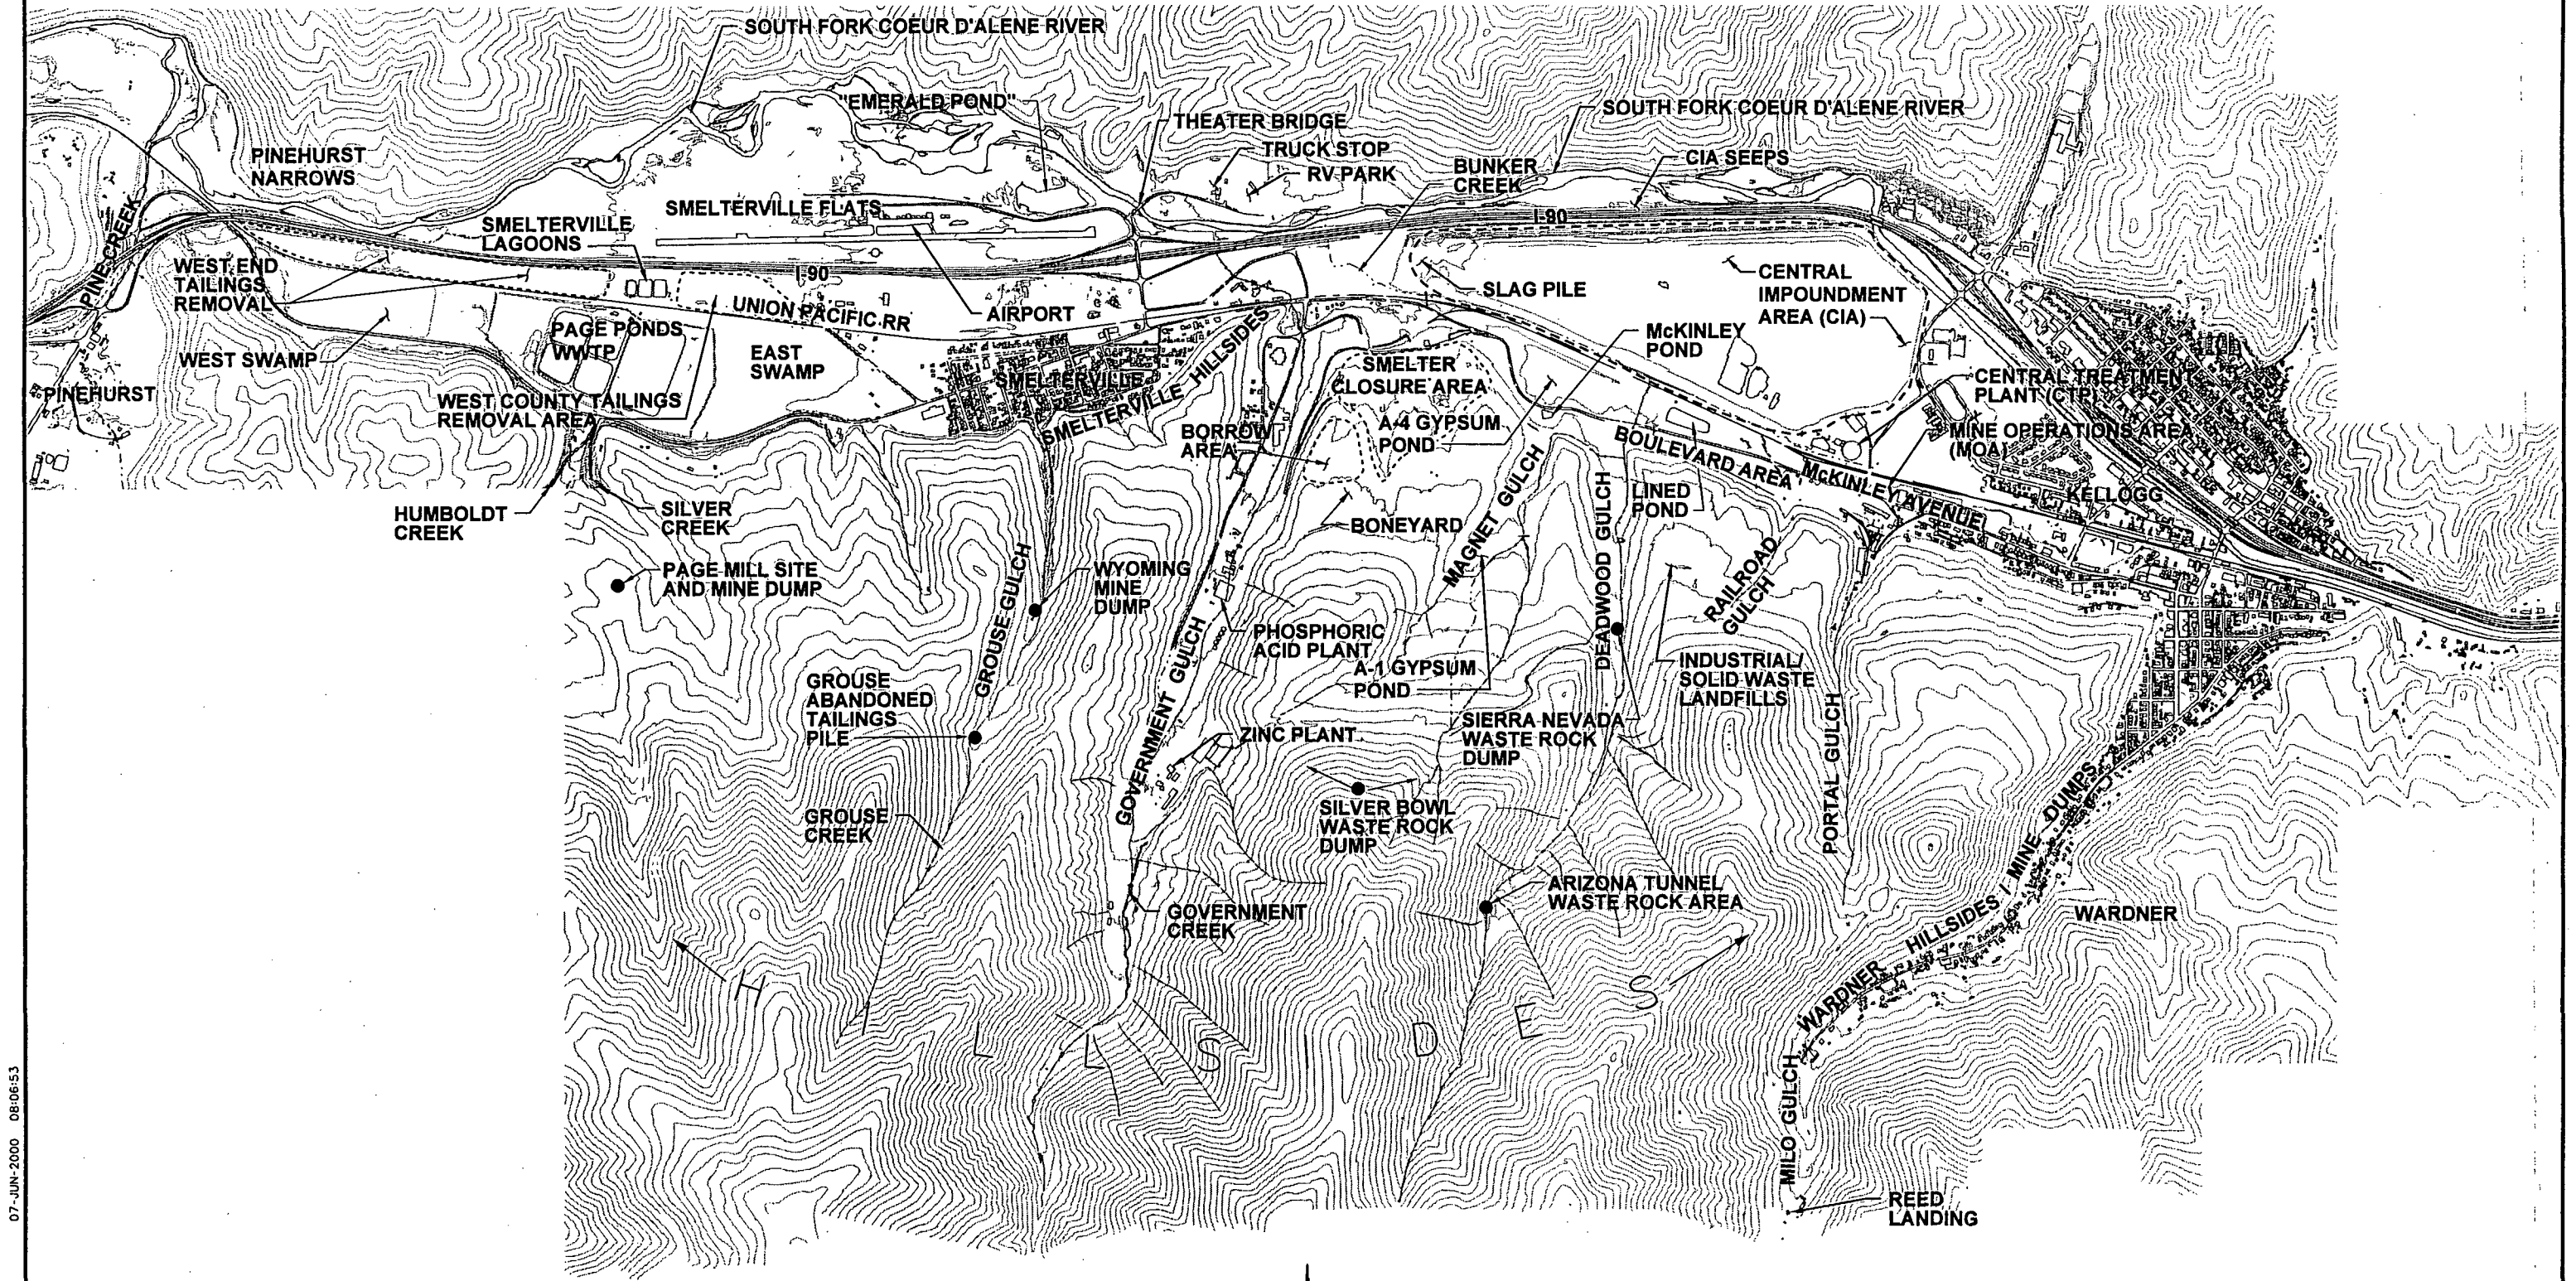 SOUTH FORK COEUR D'ALENE RIVER
"EMERALD POND"
THEATER BRIDGE
SOUTH FORK COEUR D'ALENE RIVER
TRUCK STOP
RV PARK
BUNKER
CREEK
CIA SEEPS
PINEHURST
NARROWS
PINE CREEK
SMELTERVILLE FLATS
SMELTERVILLE
LAGOONS
I-90
I-90
WEST END
TAILINGS
REMOVAL
UNION PACIFIC RR
AIRPORT
SLAG PILE
CENTRAL
IMPOUNDMENT
AREA (CIA)
PAGE PONDS
WWTP
WEST SWAMP
EAST
SWAMP
McKINLEY
POND
SMELTER
CLOSURE AREA
SMELTERVILLE
SMELTERVILLE HILLSIDES
PINEHURST
WEST COUNTY TAILINGS
REMOVAL AREA
CENTRAL TREATMENT
PLANT (CTP)
A-4 GYPSUM
POND
BORROW
AREA
MINE OPERATIONS AREA
(MOA)
BOULEVARD AREA
McKINLEY AVENUE
KELLOGG
HUMBOLDT
CREEK
SILVER
CREEK
LINED
POND
BONEYARD
MAGNET GULCH
DEADWOOD GULCH
RAILROAD
GULCH
PAGE MILL SITE
AND MINE DUMP
GROUSE GULCH
WYOMING
MINE
DUMP
GOVERNMENT GULCH
PHOSPHORIC
ACID PLANT
A-1 GYPSUM
POND
INDUSTRIAL/
SOLID WASTE
LANDFILLS
PORTAL GULCH
GROUSE
ABANDONED
TAILINGS
PILE
ZINC PLANT
SIERRA NEVADA
WASTE ROCK
DUMP
SILVER BOWL
WASTE ROCK
DUMP
GROUSE
CREEK
ARIZONA TUNNEL
WASTE ROCK AREA
GOVERNMENT
CREEK
WARDNER HILLSIDES / MINE DUMPS
WARDNER
H I L L S I D E S
MILO GULCH
REED
LANDING
07-JUN-2000 08:06:53